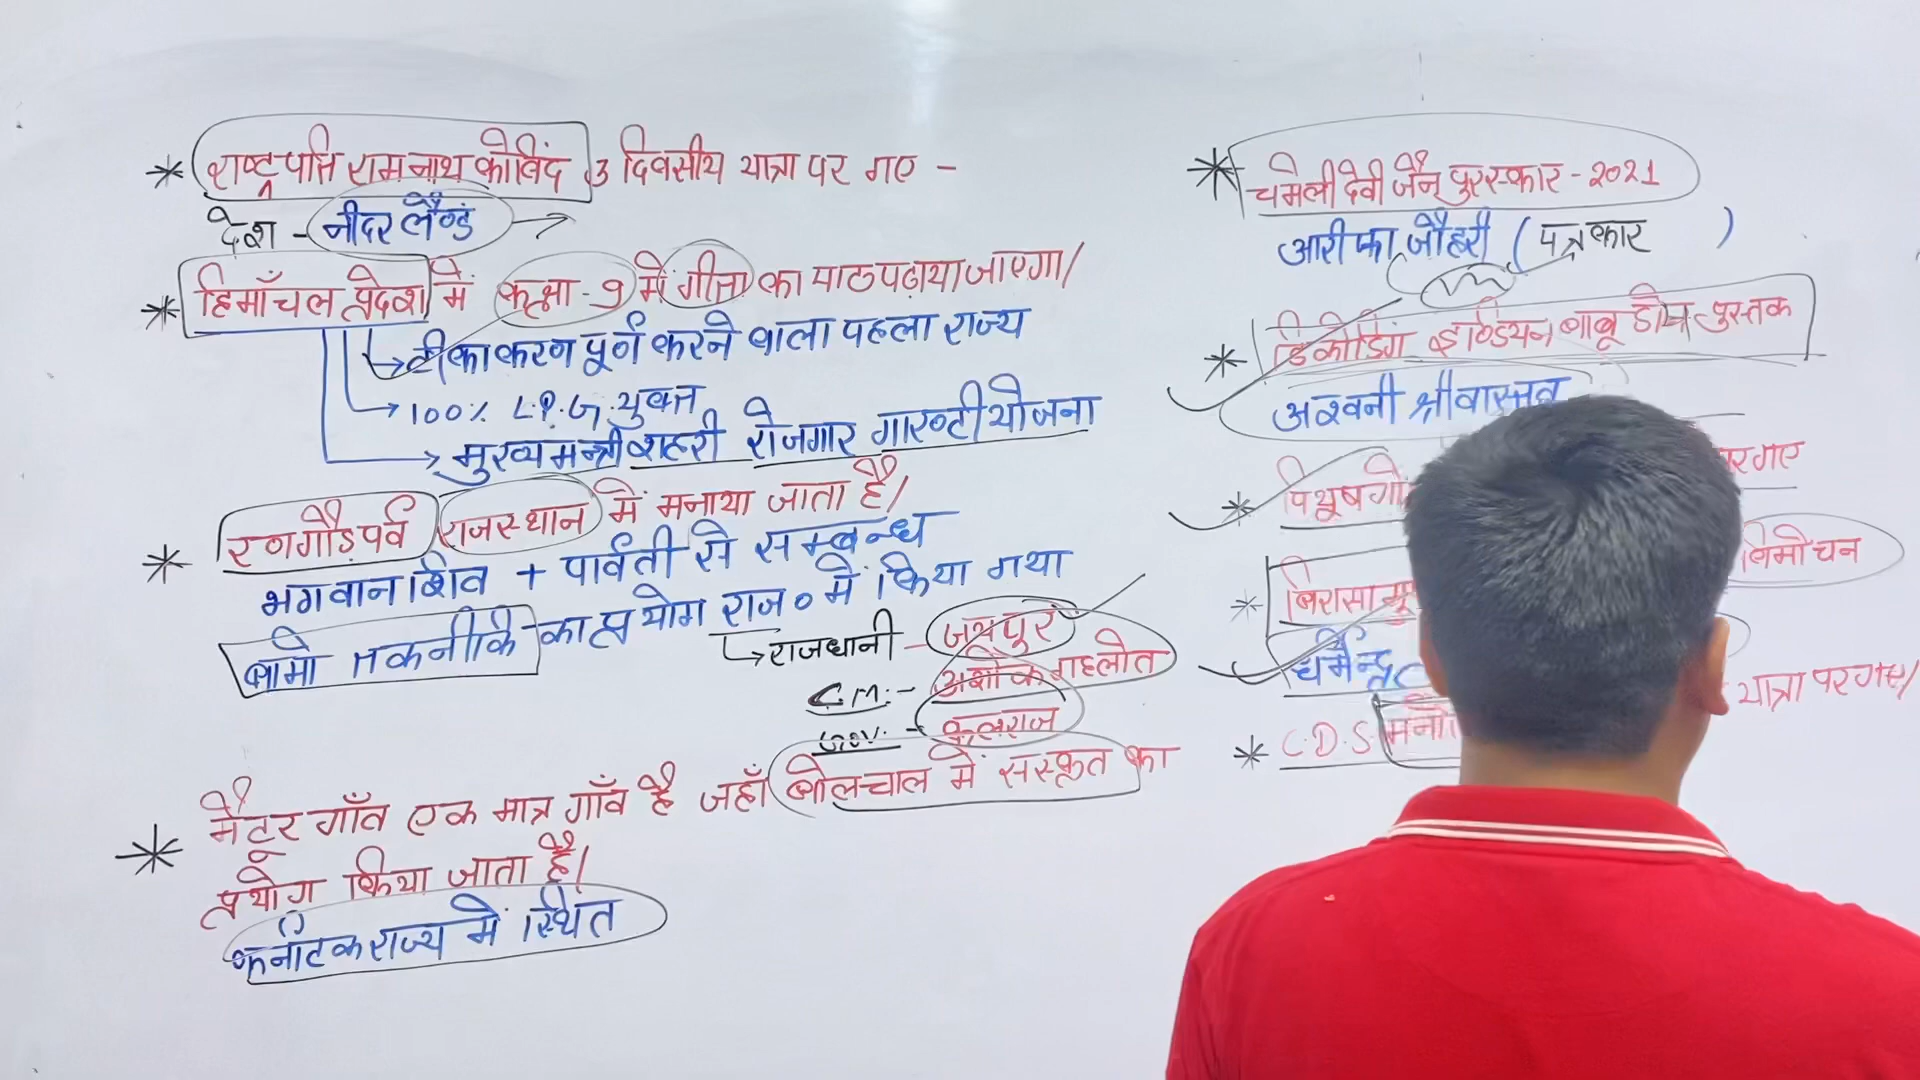 * राष्ट्रपति रामनाथ कोविंद 3 दिवसीय यात्रा पर गए -
देश - नीदरलैण्ड →
* हिमाँचल प्रदेश में कक्षा-9 में गीता का पाठ पढ़ाया जाएगा/
→ टीकाकरण पूर्ण करने वाला पहला राज्य
→ 100% L.P.G. युक्त
→ मुख्यमन्त्री शहरी रोजगार गारण्टी योजना
* रणगौड़ पर्व राजस्थान में मनाया जाता है/
भगवान शिव + पार्वती से सम्बन्ध
बामो तकनीकि का प्रयोग राज० में किया गया
→ राजधानी - जयपुर
C.M:- अशोक गहलोत
Gov. - कलराज
* मैटूर गाँव एक मात्र गाँव है जहाँ बोलचाल में संस्कृत का
प्रयोग किया जाता है/
कर्नाटक राज्य में स्थित
* चमेली देवी जैन पुरस्कार - 2021
आरीफा जौहरी (पत्रकार )
* डिकोडिंग इण्डियन बाबू डोम पुस्तक
अश्वनी श्रीवास्तव
* पियूष गो पर गए
* बिरासा मु विमोचन
धर्मेन्द्र
यात्रा पर गए/
* C.D.S. मनो